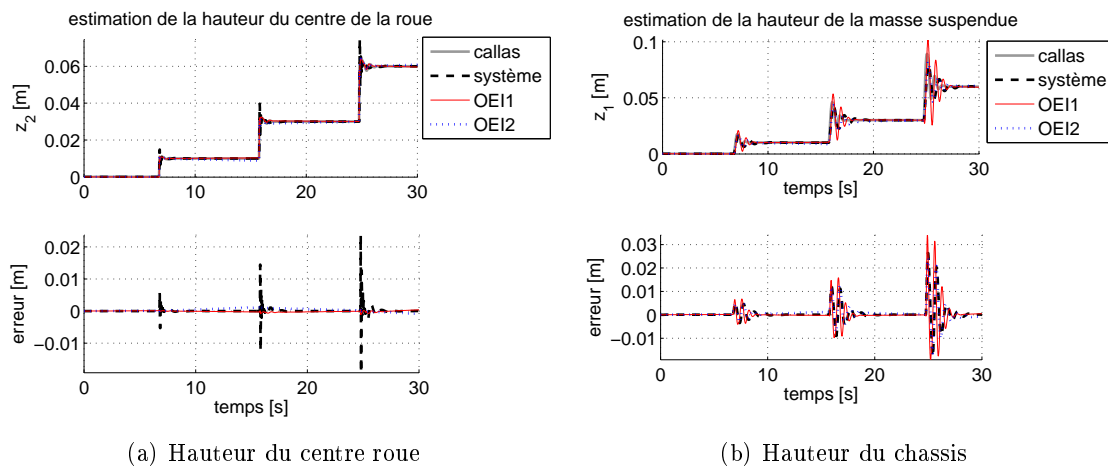 estimation de la hauteur du centre de la roue
z2 [m]
0.06
0.04
0.02
0
0 10 20 30
callas
système
OEI1
OEI2
erreur [m]
0.02
0.01
0
−0.01
0 10 20 30
temps [s]
(a) Hauteur du centre roue
estimation de la hauteur de la masse suspendue
z1 [m]
0.1
0.05
0
0 10 20 30
temps [s]
callas
système
OEI1
OEI2
erreur [m]
0.03
0.02
0.01
0
−0.01
0 10 20 30
temps [s]
(b) Hauteur du chassis